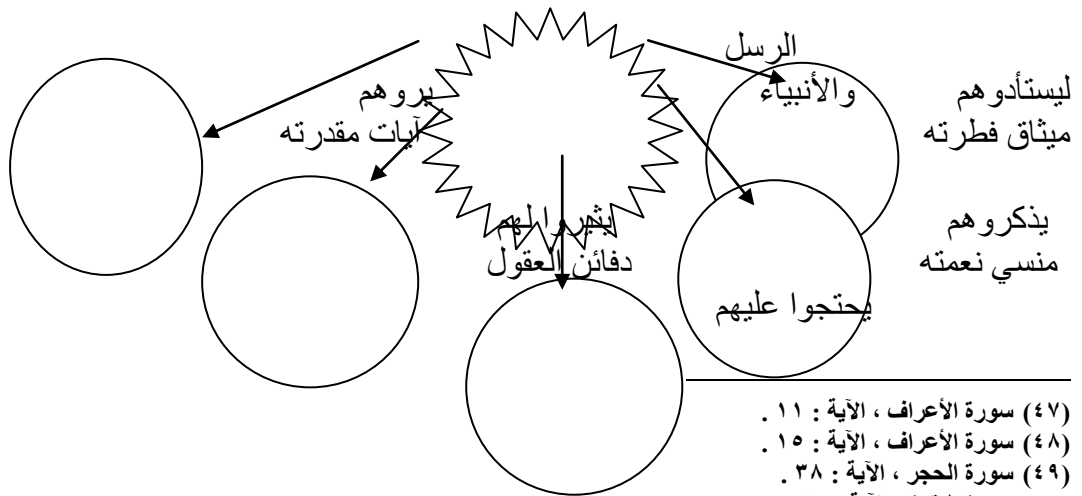 الرسل
والأنبياء
ليستأدوهم
ميثاق فطرته
يذكروهم
منسي نعمته
يحتجوا عليهم
يثيروا لهم
دفائن العقول
يروهم
آيات مقدرته
(٤٧) سورة الأعراف ، الآية : ١١ .
(٤٨) سورة الأعراف ، الآية : ١٥ .
(٤٩) سورة الحجر ، الآية : ٣٨ .